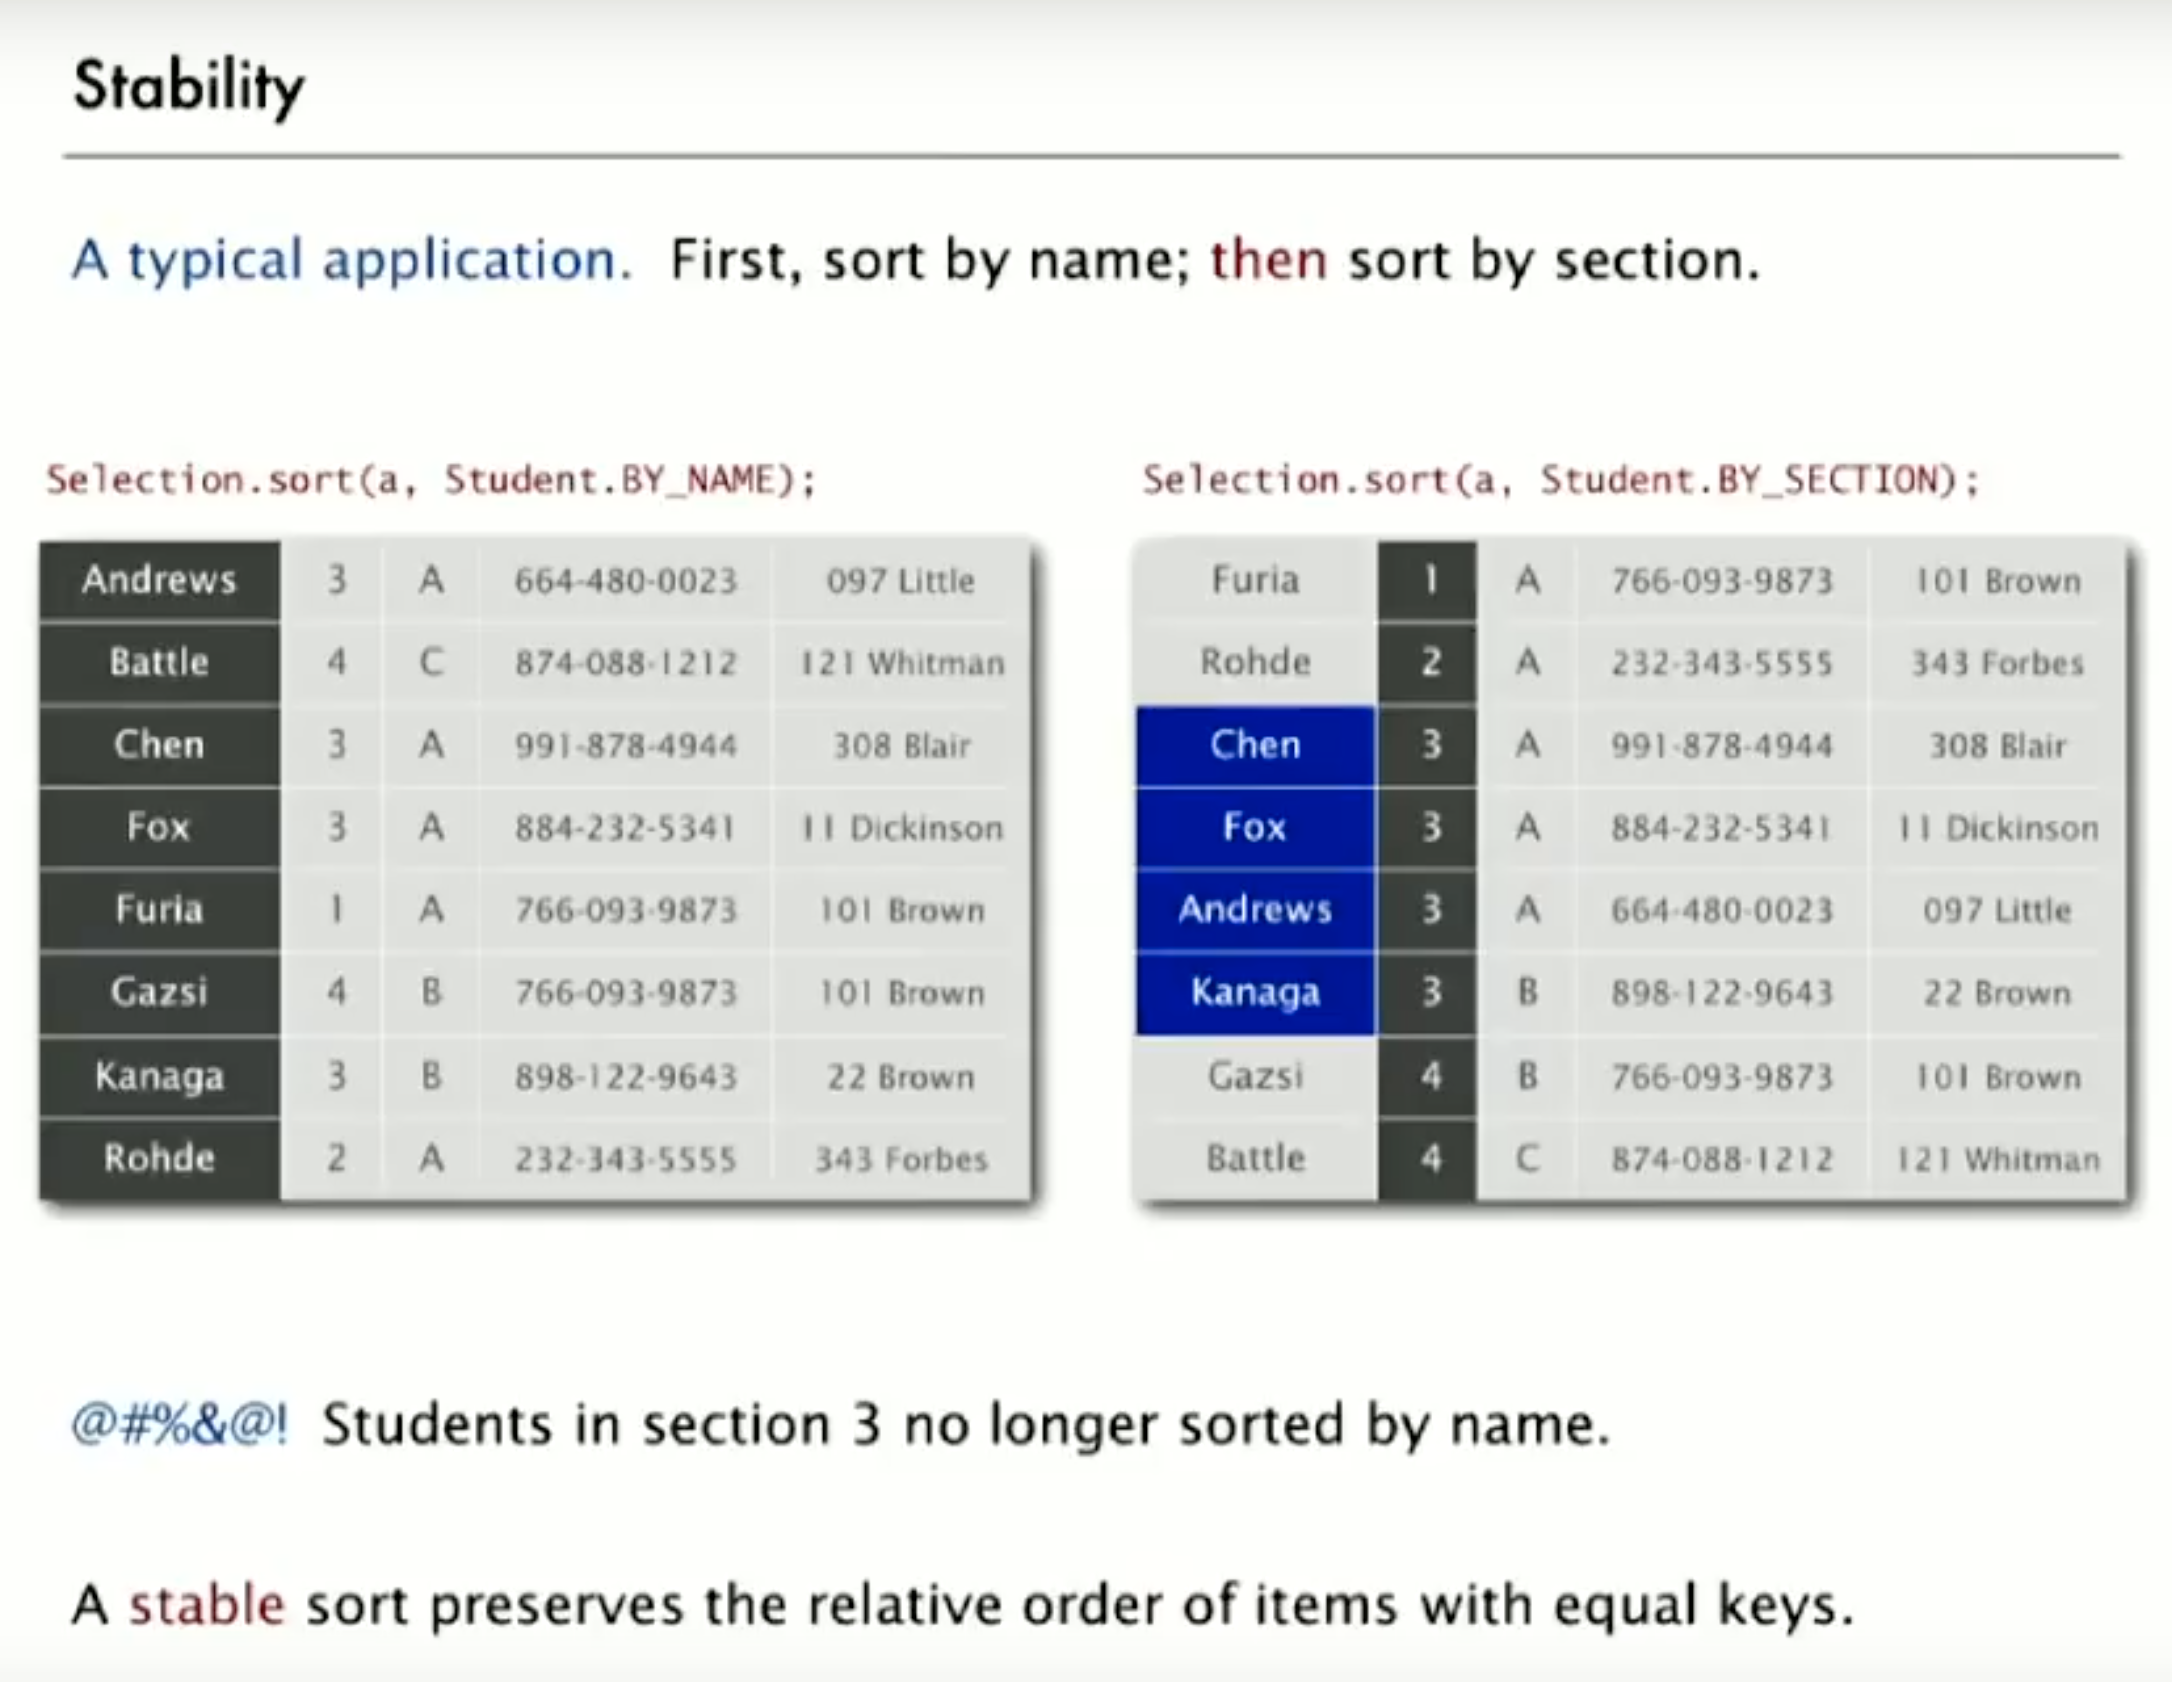 Stability
A typical application. First, sort by name; then sort by section.
Selection.sort(a, Student.BY_NAME);
Andrews 3 A 664-480-0023 097 Little
Battle 4 C 874-088-1212 121 Whitman
Chen 3 A 991-878-4944 308 Blair
Fox 3 A 884-232-5341 11 Dickinson
Furia 1 A 766-093-9873 101 Brown
Gazsi 4 B 766-093-9873 101 Brown
Kanaga 3 B 898-122-9643 22 Brown
Rohde 2 A 232-343-5555 343 Forbes
Selection.sort(a, Student.BY_SECTION);
Furia 1 A 766-093-9873 101 Brown
Rohde 2 A 232-343-5555 343 Forbes
Chen 3 A 991-878-4944 308 Blair
Fox 3 A 884-232-5341 11 Dickinson
Andrews 3 A 664-480-0023 097 Little
Kanaga 3 B 898-122-9643 22 Brown
Gazsi 4 B 766-093-9873 101 Brown
Battle 4 C 874-088-1212 121 Whitman
@#%&@! Students in section 3 no longer sorted by name.
A stable sort preserves the relative order of items with equal keys.